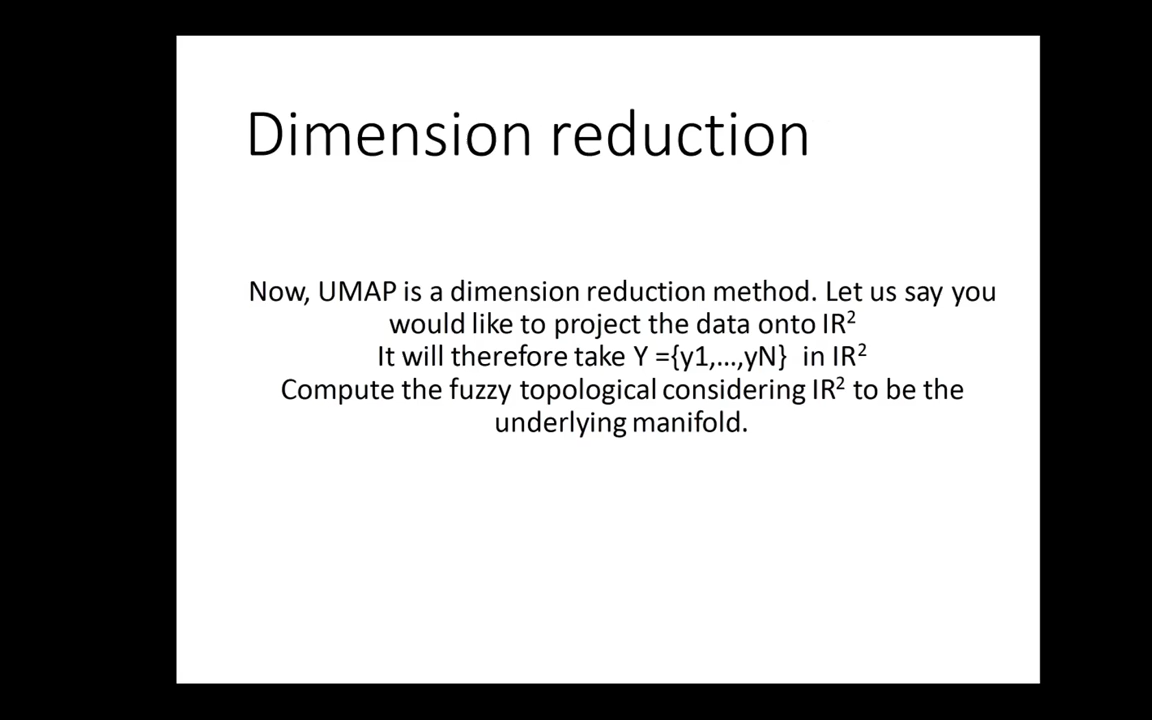 Dimension reduction
Now, UMAP is a dimension reduction method. Let us say you
would like to project the data onto IR²
It will therefore take Y ={y1,...,yN} in IR²
Compute the fuzzy topological considering IR² to be the
underlying manifold.